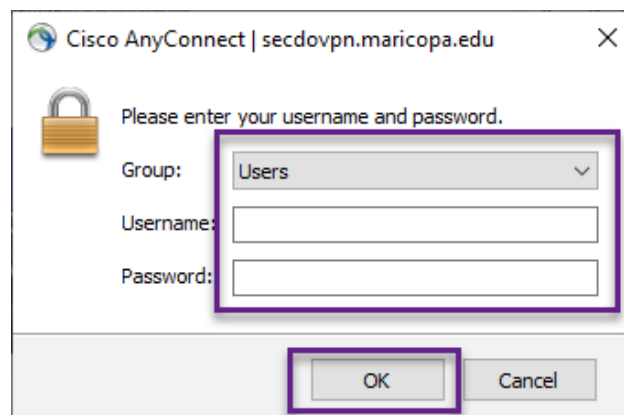 Cisco AnyConnect | secdovpn.maricopa.edu
Please enter your username and password.
Group: Users
Username:
Password:
OK Cancel